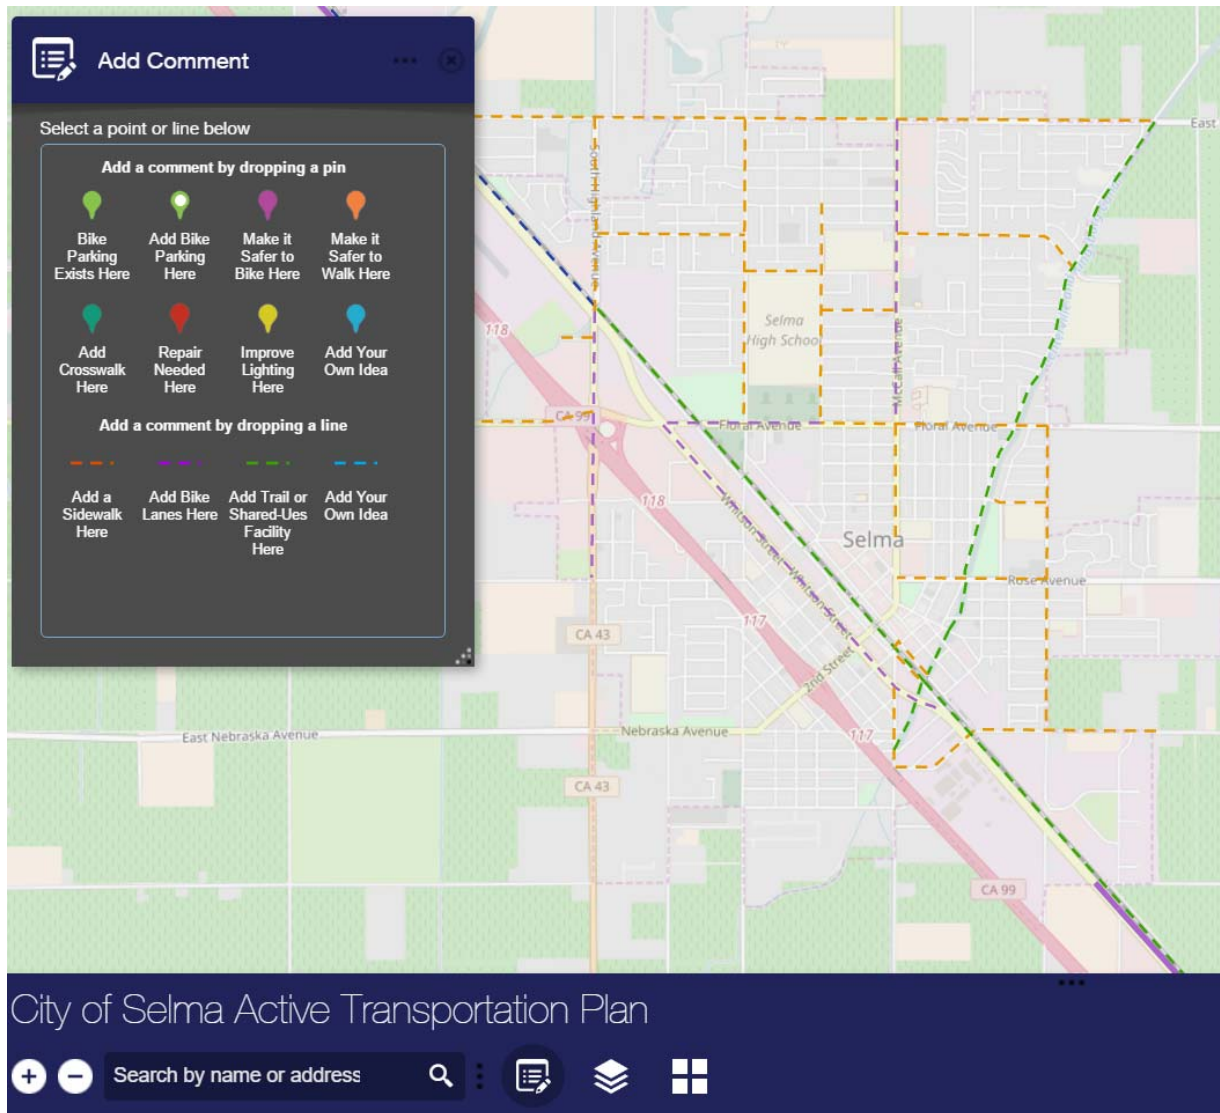 Add Comment
Select a point or line below
Add a comment by dropping a pin
Bike
Parking
Exists Here
Add Bike
Parking
Here
Make it
Safer to
Bike Here
Make it
Safer to
Walk Here
Add
Crosswalk
Here
Repair
Needed
Here
Improve
Lighting
Here
Add Your
Own Idea
Add a comment by dropping a line
Add a
Sidewalk
Here
Add Bike
Lanes Here
Add Trail or
Shared-Ues
Facility
Here
Add Your
Own Idea
East
South Highland Avenue
118
Selma
High School
McCall Avenue
CA 99
Floral Avenue
Floral Avenue
118
Whitson Street
Whitson Street
Selma
Rose Avenue
117
CA 43
2nd Street
East Nebraska Avenue
Nebraska Avenue
117
CA 43
CA 99
City of Selma Active Transportation Plan
Search by name or address